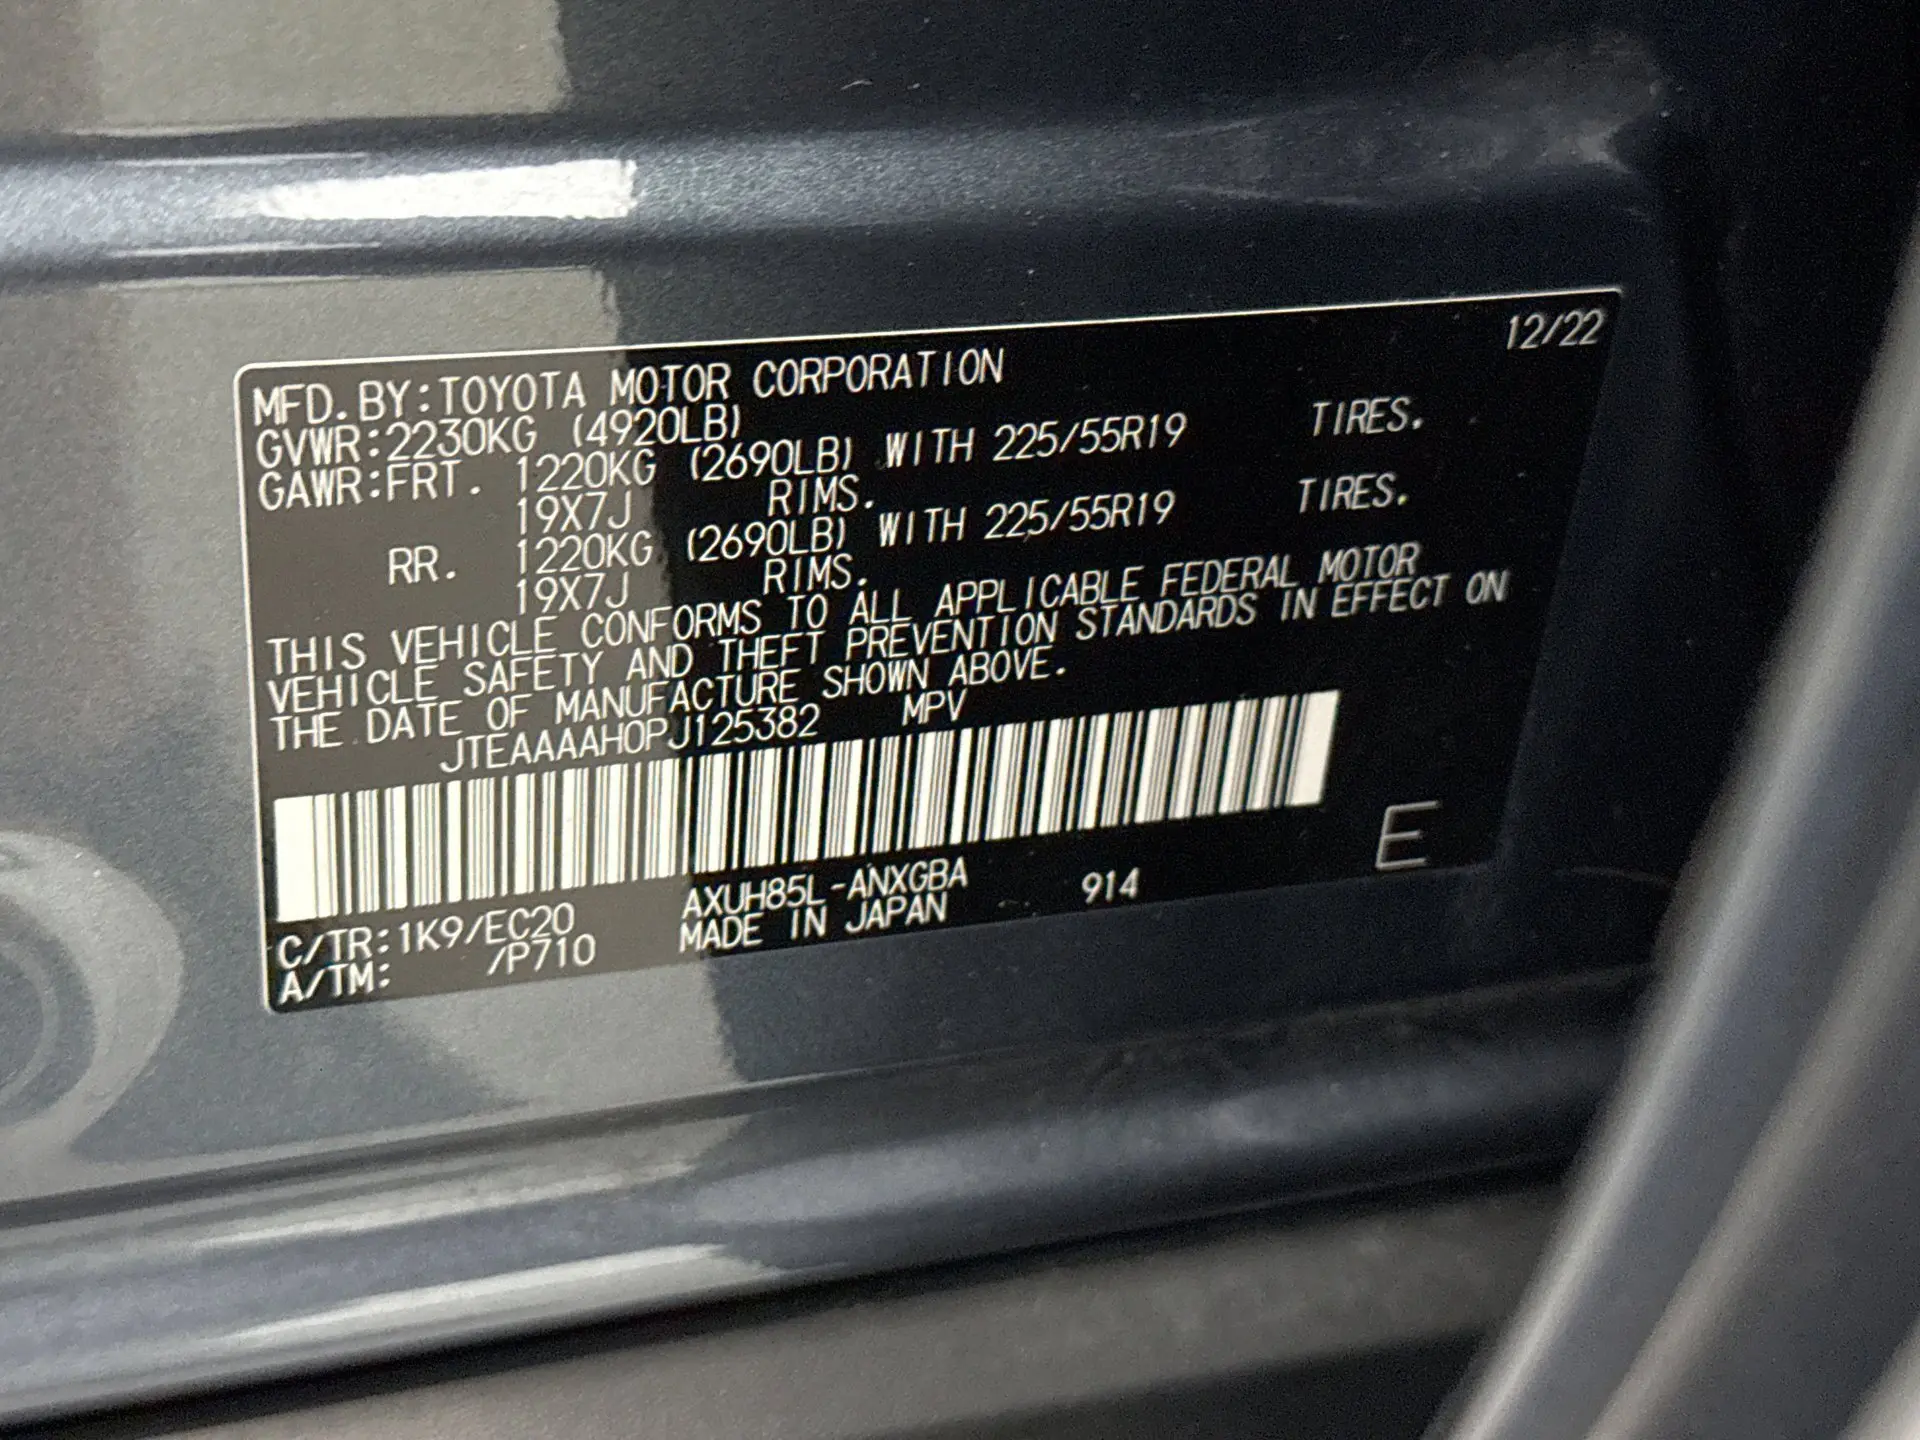 12/22
MFD. BY:TOYOTA MOTOR CORPORATION
GVWR:2230KG (4920LB)
GAWR:FRT. 1220KG (2690LB) WITH 225/55R19 TIRES.
19X7J RIMS.
RR. 1220KG (2690LB) WITH 225/55R19 TIRES.
19X7J RIMS.
THIS VEHICLE CONFORMS TO ALL APPLICABLE FEDERAL MOTOR
VEHICLE SAFETY AND THEFT PREVENTION STANDARDS IN EFFECT ON
THE DATE OF MANUFACTURE SHOWN ABOVE.
JTEAAAAH0PJ125382 MPV
E
C/TR:1K9/EC20 AXUH85L-ANXGBA 914
A/TM: /P710 MADE IN JAPAN